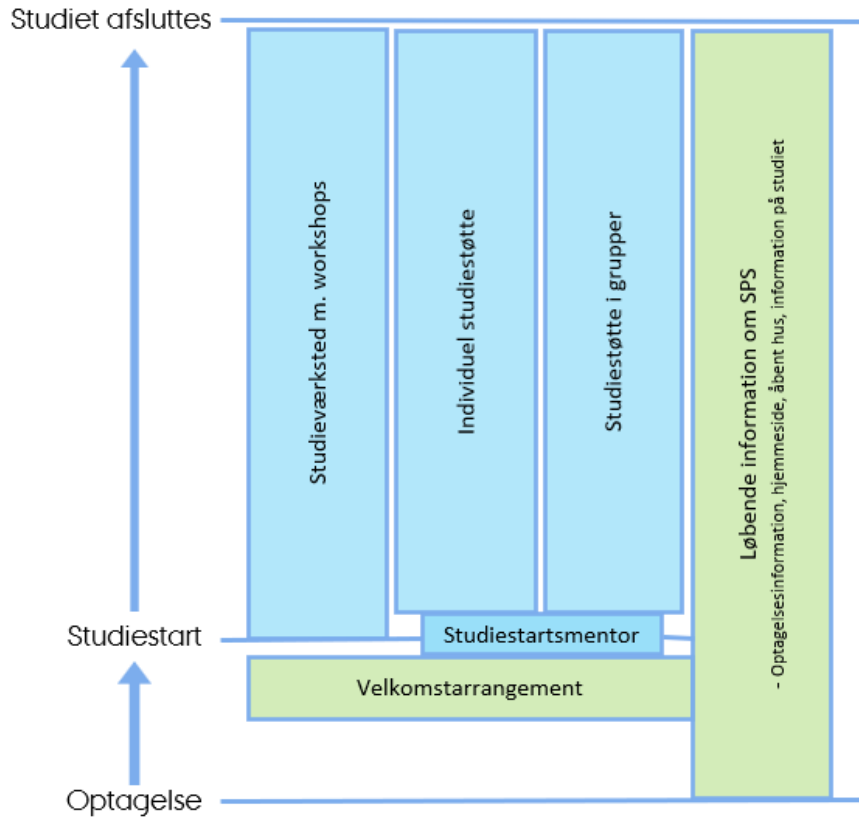 Studiet afsluttes
Studieværksted m. workshops
Individuel studiestøtte
Studiestøtte i grupper
Løbende information om SPS
- Optagelsesinformation, hjemmeside, åbent hus, information på studiet
Studiestart
Studiestartsmentor
Velkomstarrangement
Optagelse